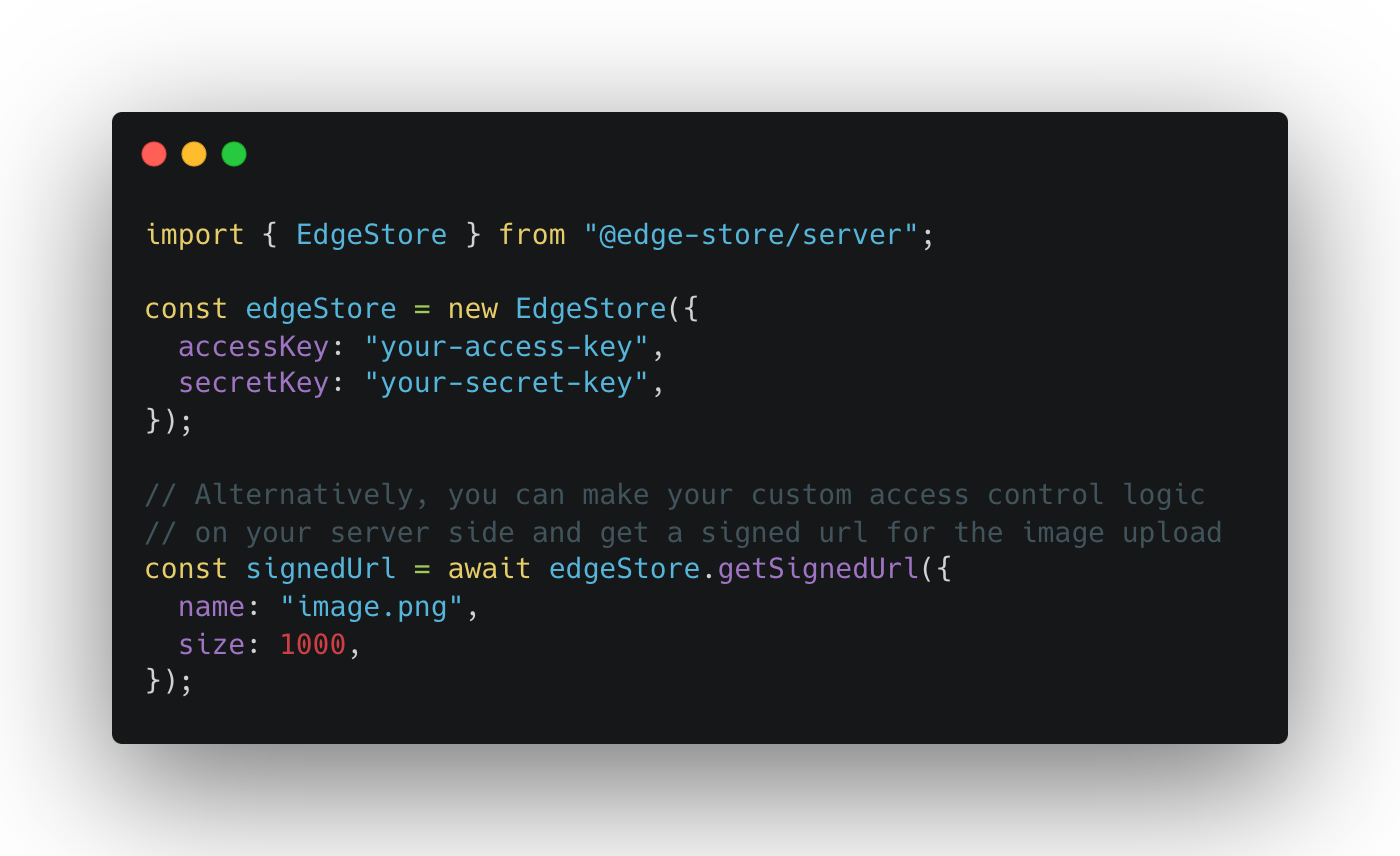 import { EdgeStore } from "@edge-store/server";
const edgeStore = new EdgeStore({
  accessKey: "your-access-key",
  secretKey: "your-secret-key",
});
// Alternatively, you can make your custom access control logic
// on your server side and get a signed url for the image upload
const signedUrl = await edgeStore.getSignedUrl({
  name: "image.png",
  size: 1000,
});